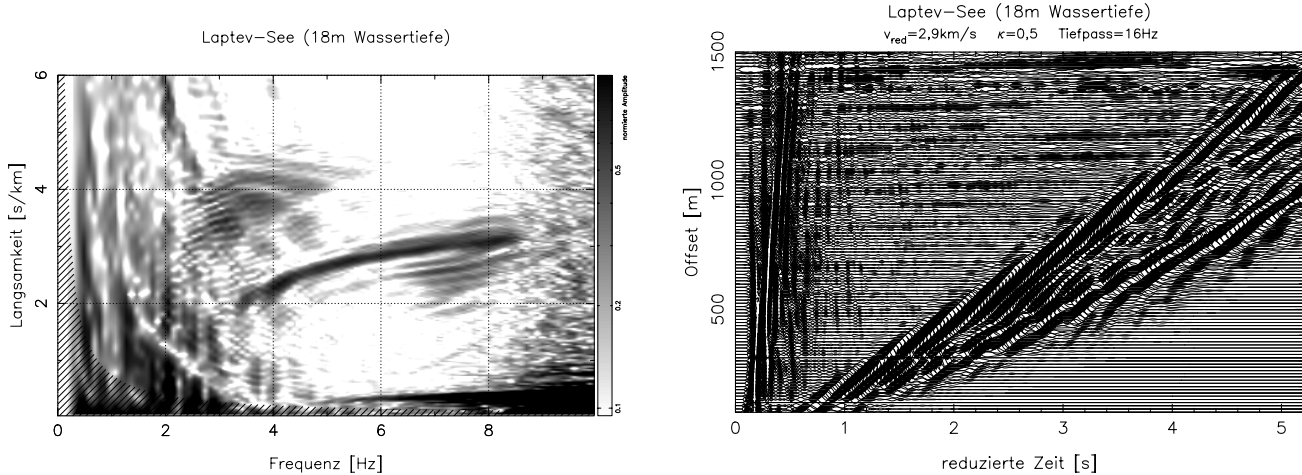 Laptev-See (18m Wassertiefe)
6
4
2
0
Langsamkeit [s/km]
0 2 4 6 8
Frequenz [Hz]
normierte Amplitude
0.5
0.2
0.1
Laptev-See (18m Wassertiefe)
v_red=2,9km/s κ=0,5 Tiefpass=16Hz
1500
1000
500
Offset [m]
0 1 2 3 4 5
reduzierte Zeit [s]